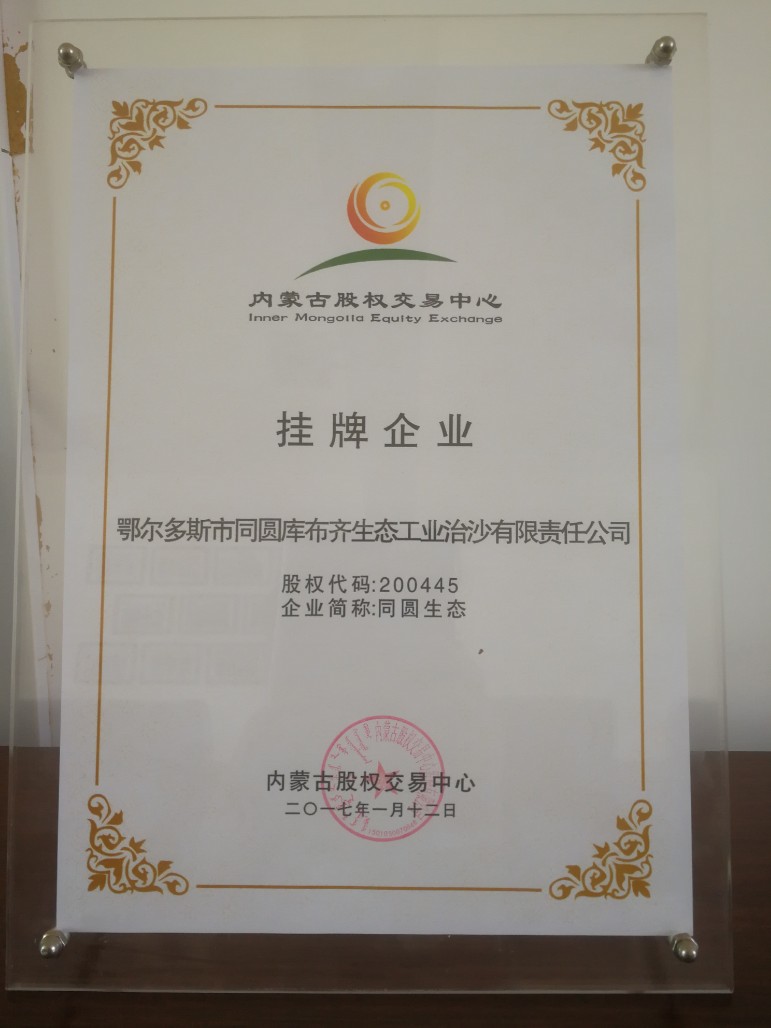 内蒙古股权交易中心
Inner Mongolia Equity Exchange
挂牌企业
鄂尔多斯市同圆库布齐生态工业治沙有限责任公司
股权代码:200445
企业简称:同圆生态
内蒙古股权交易中心
二〇一七年一月十二日